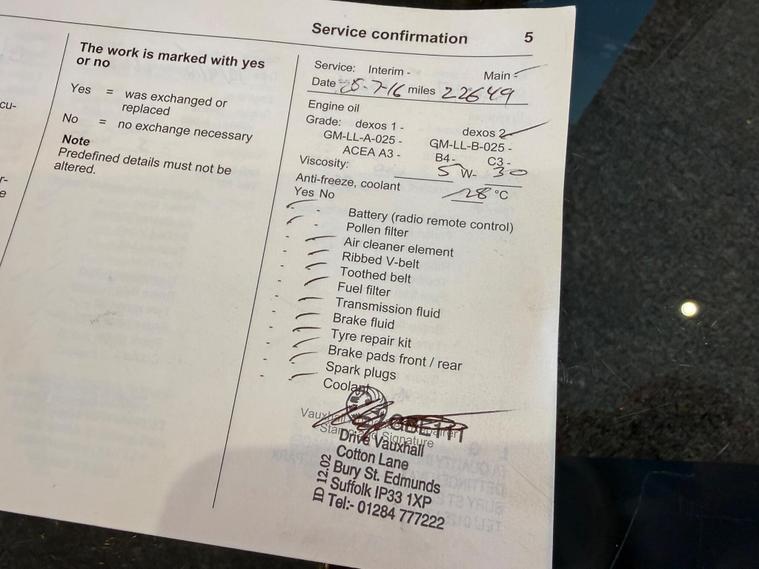 Service confirmation 5
The work is marked with yes
or no
Yes = was exchanged or
replaced
No = no exchange necessary
Note
Predefined details must not be
altered.
cu-
r-
e
Service: Interim - Main -
Date 25-7-16 miles 22649
Engine oil
Grade: dexos 1 - dexos 2
GM-LL-A-025 - GM-LL-B-025 -
ACEA A3 - B4 - C3 -
Viscosity: 5 W- 30
Anti-freeze, coolant -28 °C
Yes No
Battery (radio remote control)
Pollen filter
Air cleaner element
Ribbed V-belt
Toothed belt
Fuel filter
Transmission fluid
Brake fluid
Tyre repair kit
Brake pads front / rear
Spark plugs
Coolant
Vauxhall
Signature
Drive Vauxhall
Cotton Lane
Bury St. Edmunds
Suffolk IP33 1XP
Tel:- 01284 777222
ID 12.02